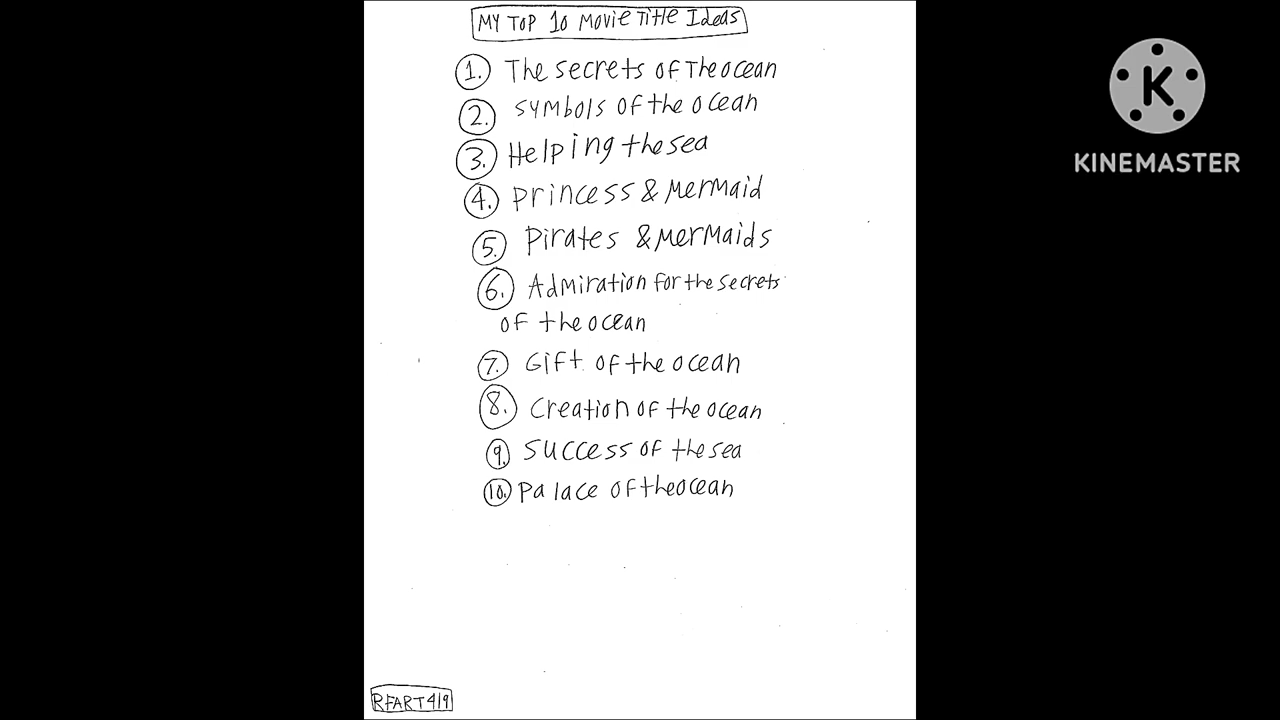 MY TOP 10 Movie Title Ideas
1. The secrets of The ocean
2. symbols of the ocean
3. Helping the sea
4. princess & Mermaid
5. pirates & Mermaids
6. Admiration for the secrets
of the ocean
7. Gift of the ocean
8. Creation of the ocean
9. success of the sea
10. palace of the ocean
RFART419
K
KINEMASTER